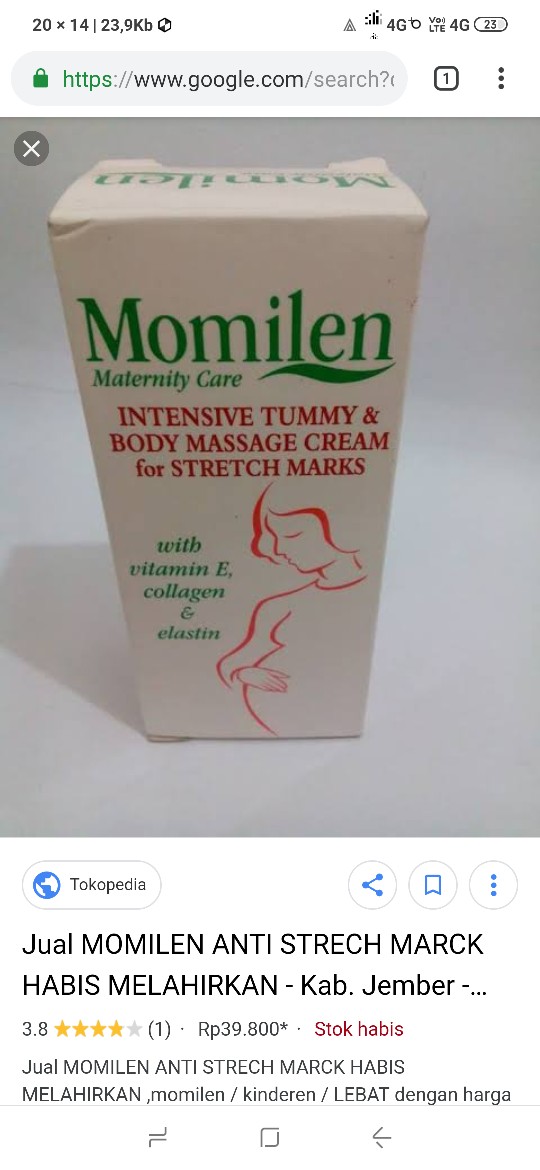 20 × 14 | 23,9Kb
4G
Vo)
LTE 4G 23
https://www.google.com/search?
1
Momilen
Momilen
Maternity Care
INTENSIVE TUMMY &
BODY MASSAGE CREAM
for STRETCH MARKS
with
vitamin E,
collagen
&
elastin
Tokopedia
Jual MOMILEN ANTI STRECH MARCK
HABIS MELAHIRKAN - Kab. Jember -...
3.8 (1) · Rp39.800* · Stok habis
Jual MOMILEN ANTI STRECH MARCK HABIS
MELAHIRKAN ,momilen / kinderen / LEBAT dengan harga